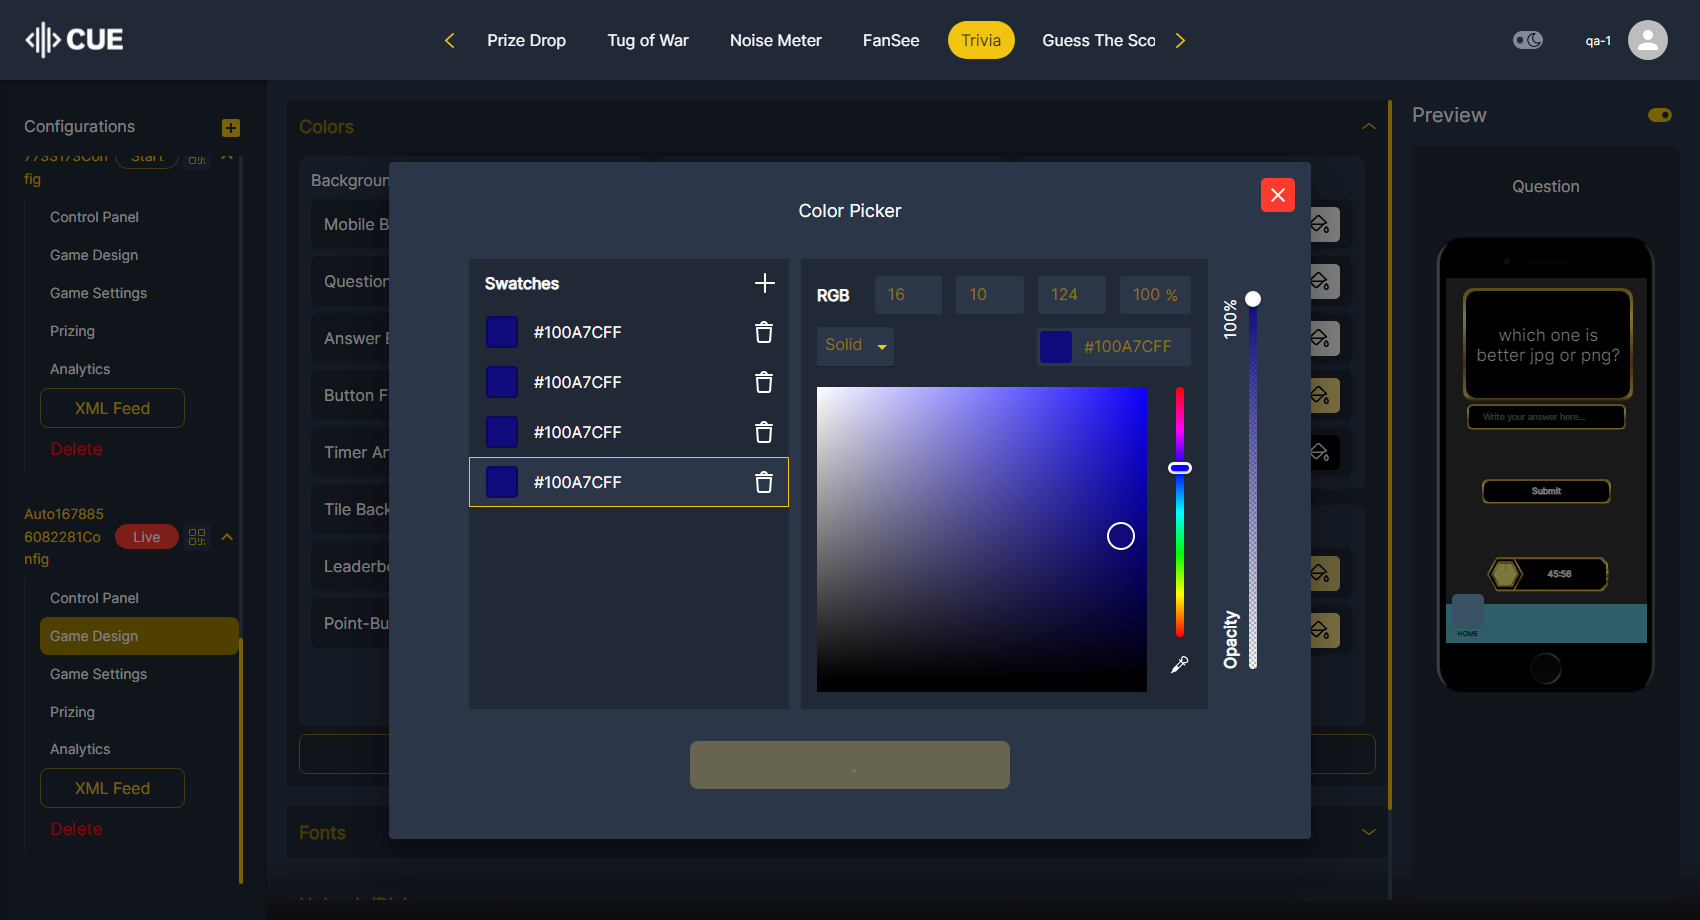 CUE
Prize Drop
Tug of War
Noise Meter
FanSee
Trivia
Guess The Sco
qa-1
Configurations
fig
Control Panel
Game Design
Game Settings
Prizing
Analytics
XML Feed
Delete
Auto167885
6082281Co
nfig
Live
Control Panel
Game Design
Game Settings
Prizing
Analytics
XML Feed
Delete
Colors
Backgroun
Mobile B
Question
Answer
Button F
Timer An
Tile Back
Leaderb
Point-Bu
Fonts
Color Picker
Swatches
#100A7CFF
#100A7CFF
#100A7CFF
#100A7CFF
RGB
16
10
124
100 %
Solid
#100A7CFF
100%
Opacity
Preview
Question
which one is
better jpg or png?
Write your answer here...
Submit
45:56
HOME